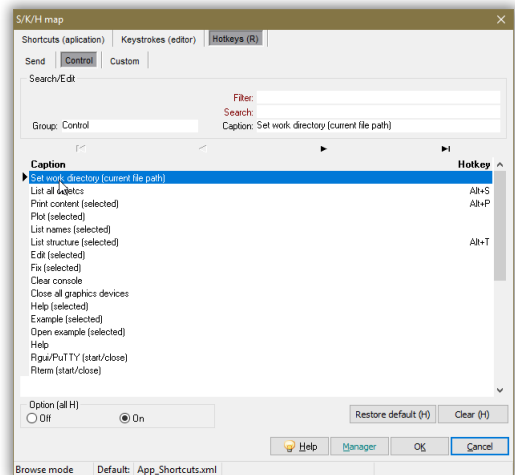 S/K/H map
Shortcuts (aplication) Keystrokes (editor) Hotkeys (R)
Send Control Custom
Search/Edit
Filter:
Search:
Group: Control Caption: Set work directory (current file path)
Caption Hotkey
Set work directory (current file path)
List all objetcs Alt+S
Print content (selected) Alt+P
Plot (selected)
List names (selected)
List structure (selected) Alt+T
Edit (selected)
Fix (selected)
Clear console
Close all graphics devices
Help (selected)
Example (selected)
Open example (selected)
Help
Rgui/PuTTY (start/close)
Rterm (start/close)
Option (all H)
Off On Restore default (H) Clear (H)
Help Manager OK Cancel
Browse mode Default: App_Shortcuts.xml